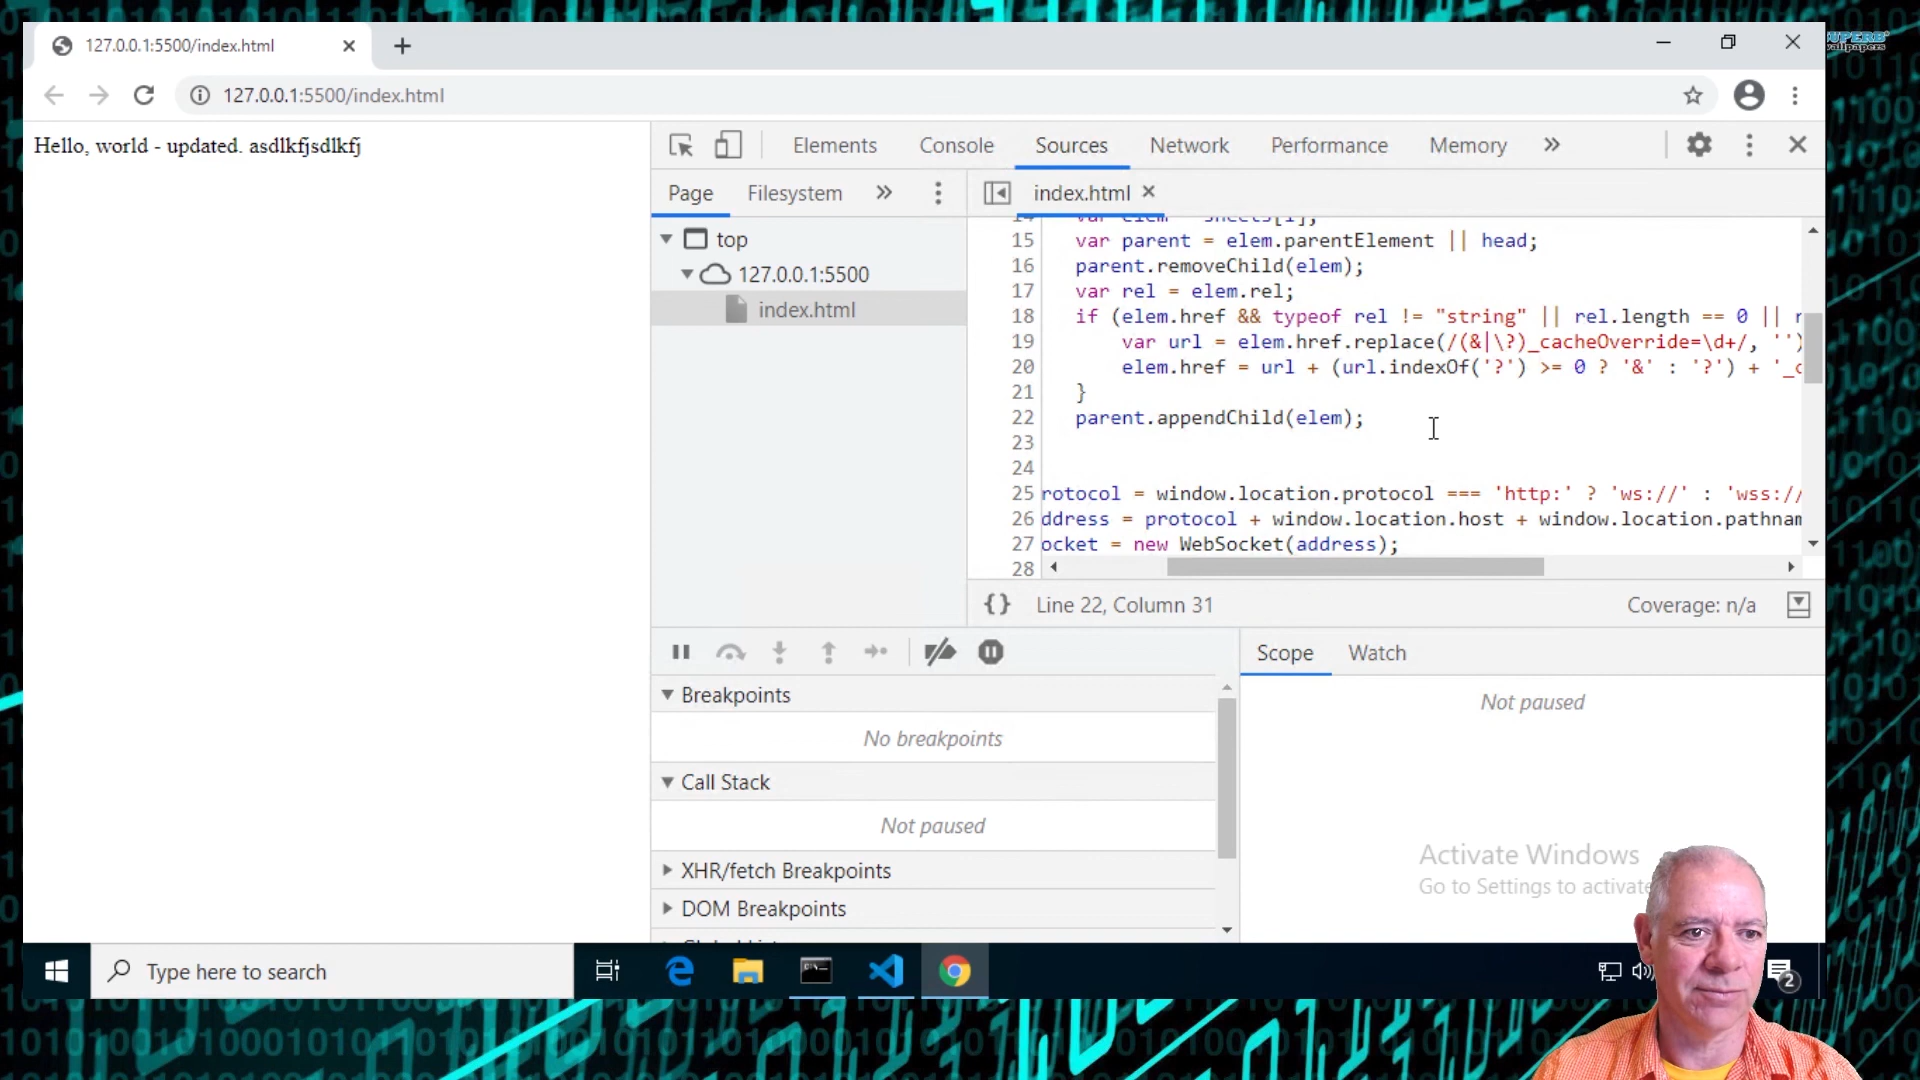 SUPERB
wallpapers
127.0.0.1:5500/index.html
127.0.0.1:5500/index.html
Hello, world - updated. asdlkfjsdlkfj
Elements Console Sources Network Performance Memory
Page Filesystem
index.html
top
127.0.0.1:5500
index.html
14 var elem = sheets[i];
15 var parent = elem.parentElement || head;
16 parent.removeChild(elem);
17 var rel = elem.rel;
18 if (elem.href && typeof rel != "string" || rel.length == 0 || r
19 var url = elem.href.replace(/(&|\?)_cacheOverride=\d+/, '')
20 elem.href = url + (url.indexOf('?') >= 0 ? '&' : '?') + '_c
21 }
22 parent.appendChild(elem);
23
24
25 rotocol = window.location.protocol === 'http:' ? 'ws://' : 'wss://
26 ddress = protocol + window.location.host + window.location.pathnam
27 ocket = new WebSocket(address);
28
{} Line 22, Column 31 Coverage: n/a
Scope Watch
Not paused
Breakpoints
No breakpoints
Call Stack
Not paused
XHR/fetch Breakpoints
DOM Breakpoints
Activate Windows
Go to Settings to activate
Type here to search
2